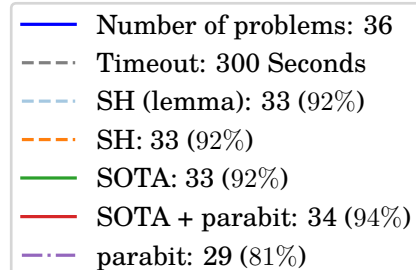 Number of problems: 36
Timeout: 300 Seconds
SH (lemma): 33 (92%)
SH: 33 (92%)
SOTA: 33 (92%)
SOTA + parabit: 34 (94%)
parabit: 29 (81%)